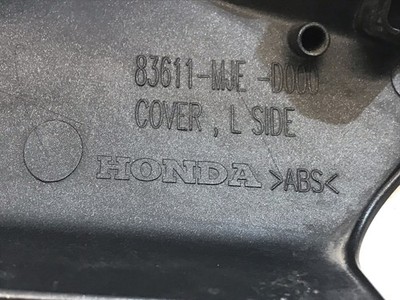 83611-MJE -D000
COVER , L SIDE
HONDA >ABS<